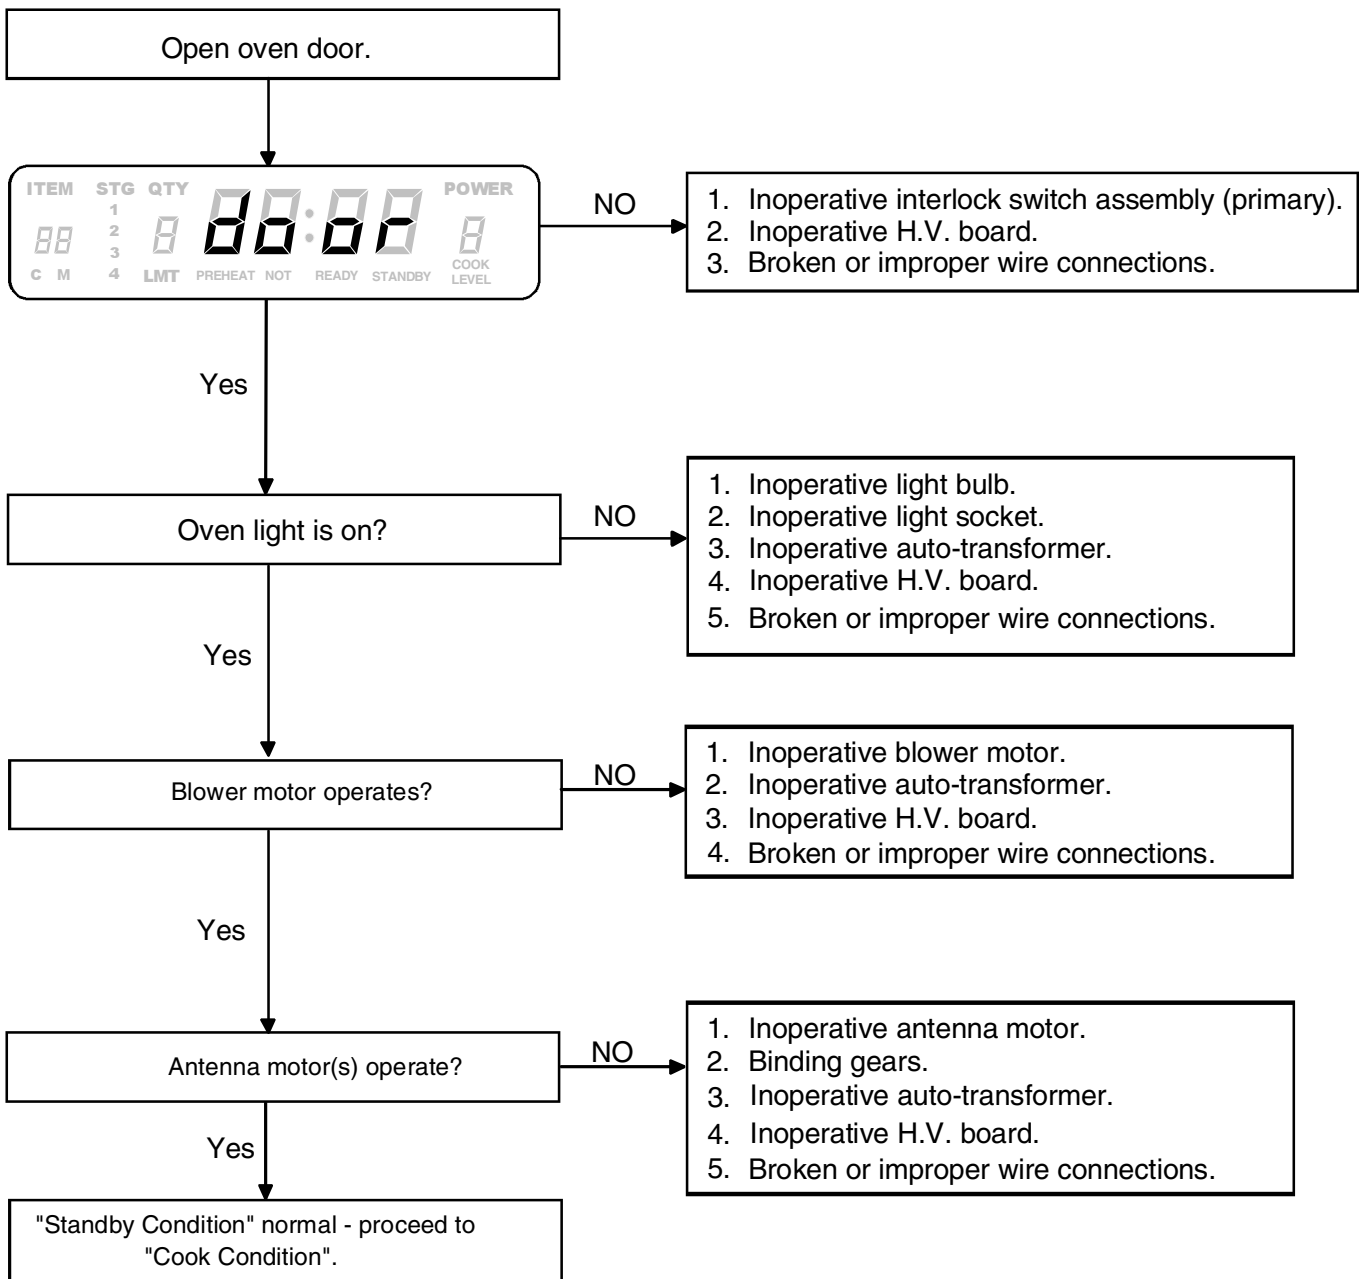 Open oven door.
ITEM STG QTY do:or POWER
1
2
3
4
88 8 8
C M LMT PREHEAT NOT READY STANDBY COOK
LEVEL
NO
1. Inoperative interlock switch assembly (primary).
2. Inoperative H.V. board.
3. Broken or improper wire connections.
Yes
Oven light is on?
NO
1. Inoperative light bulb.
2. Inoperative light socket.
3. Inoperative auto-transformer.
4. Inoperative H.V. board.
5. Broken or improper wire connections.
Yes
Blower motor operates?
NO
1. Inoperative blower motor.
2. Inoperative auto-transformer.
3. Inoperative H.V. board.
4. Broken or improper wire connections.
Yes
Antenna motor(s) operate?
NO
1. Inoperative antenna motor.
2. Binding gears.
3. Inoperative auto-transformer.
4. Inoperative H.V. board.
5. Broken or improper wire connections.
Yes
"Standby Condition" normal - proceed to
"Cook Condition".